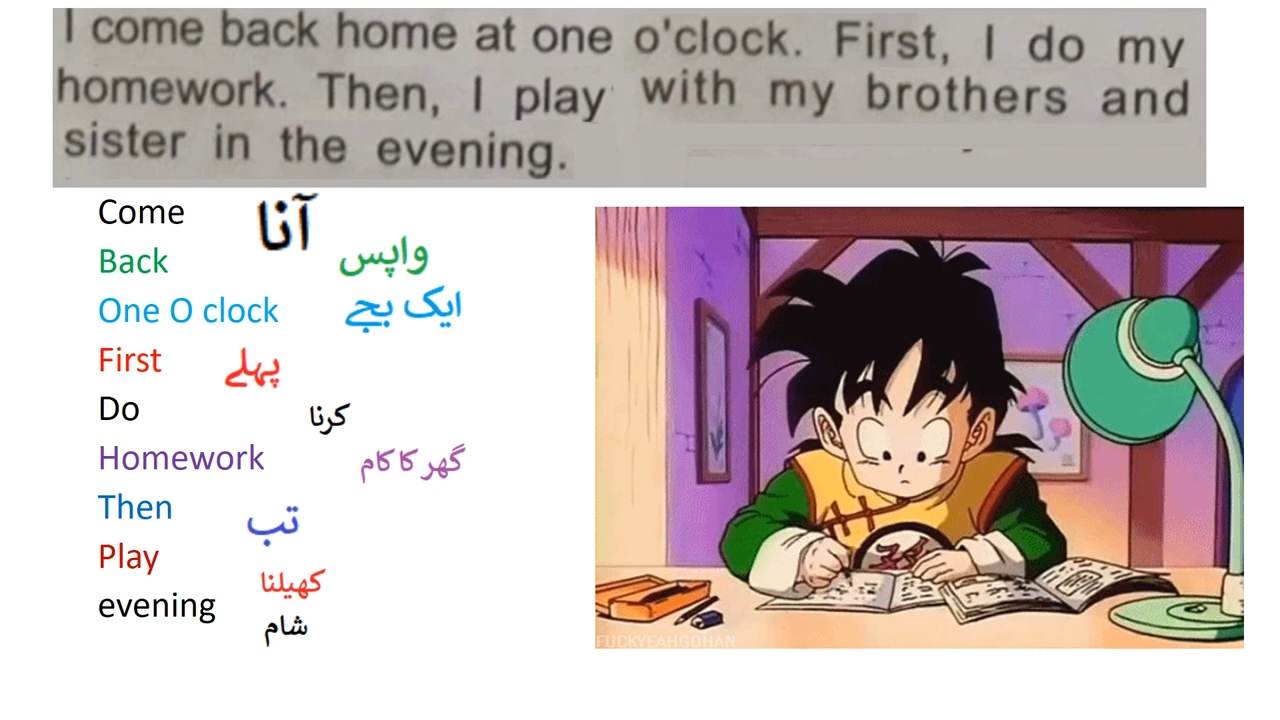 I come back home at one o'clock. First, I do my
homework. Then, I play with my brothers and
sister in the evening.
Come آنا
Back واپس
One O clock ایک بجے
First پہلے
Do کرنا
Homework گھر کا کام
Then تب
Play کھیلنا
evening شام
FUCKYEAHGOHAN